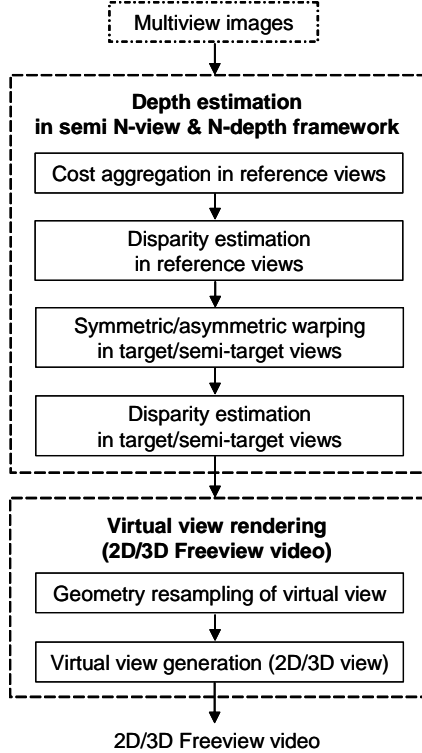 Multiview images
Depth estimation
in semi N-view & N-depth framework
Cost aggregation in reference views
Disparity estimation
in reference views
Symmetric/asymmetric warping
in target/semi-target views
Disparity estimation
in target/semi-target views
Virtual view rendering
(2D/3D Freeview video)
Geometry resampling of virtual view
Virtual view generation (2D/3D view)
2D/3D Freeview video